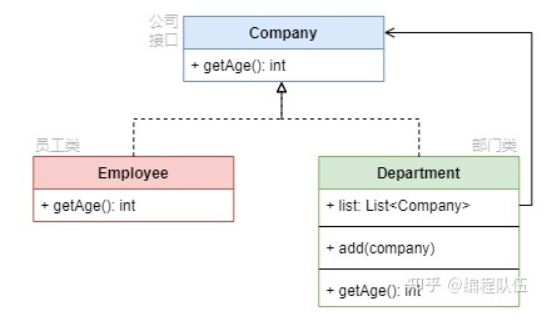 公司
接口
Company
+ getAge(): int
员工类
Employee
+ getAge(): int
部门类
Department
+ list: List<Company>
+ add(company)
+ getAge(): int
知乎 @编程队伍